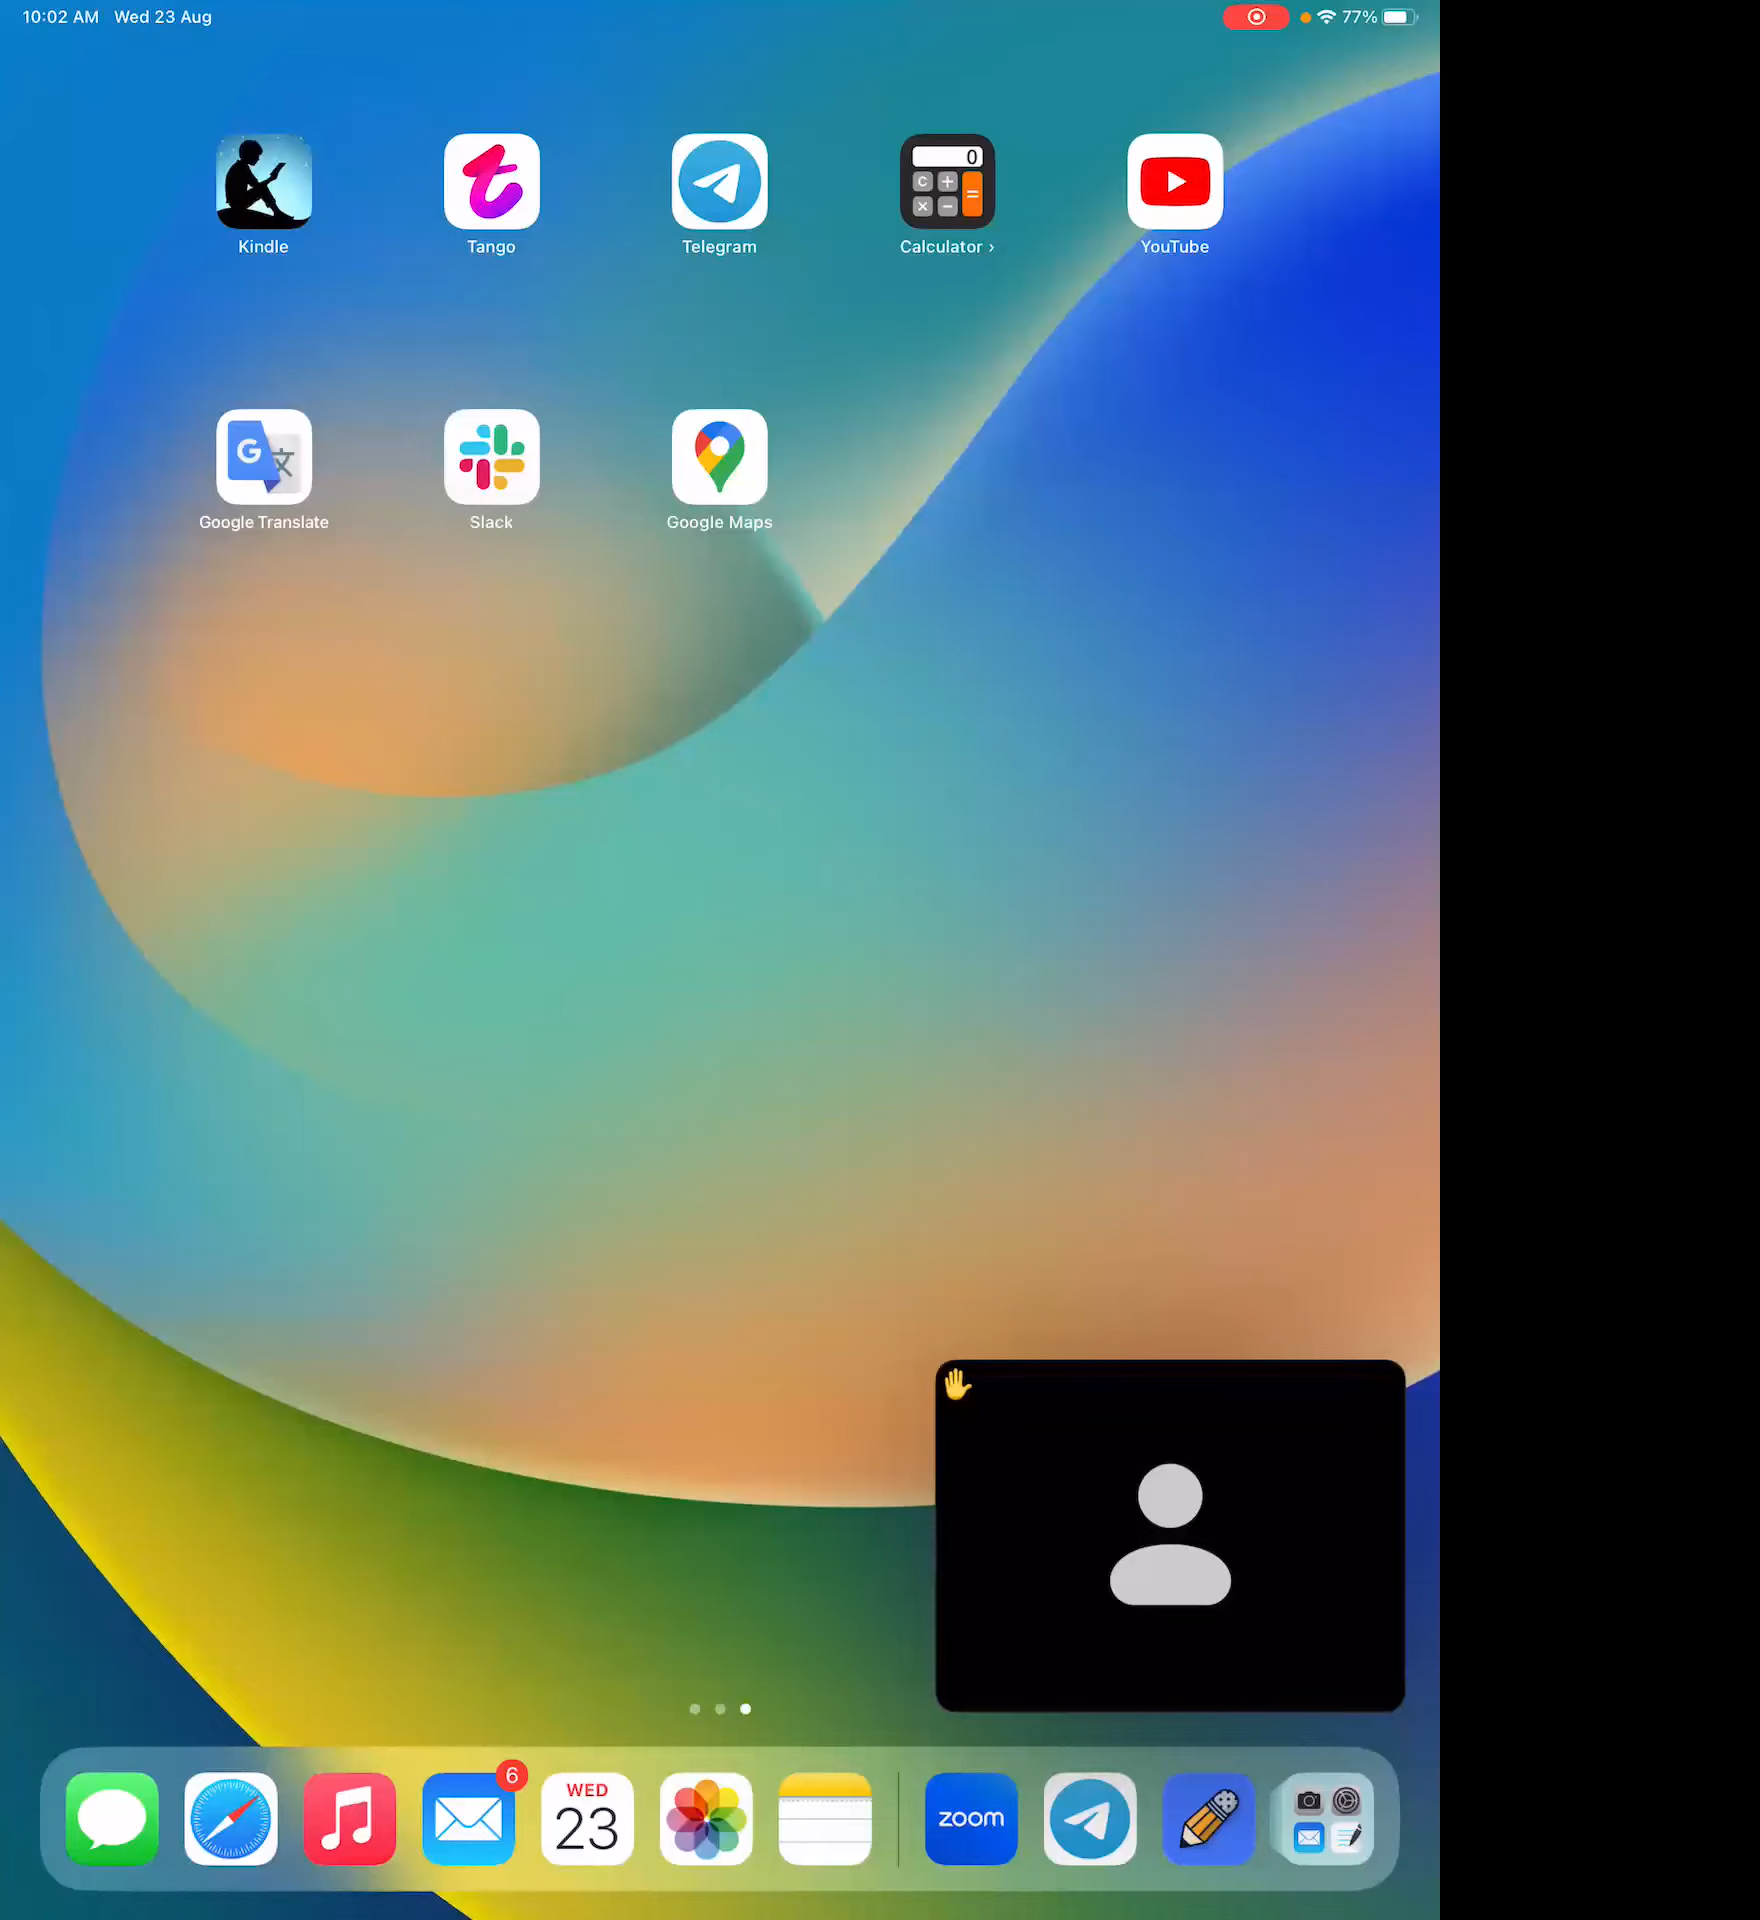 10:02 AM Wed 23 Aug
77%
0
C + = × −
Kindle Tango Telegram Calculator › YouTube
G 文
Google Translate Slack Google Maps
6
WED
23
zoom